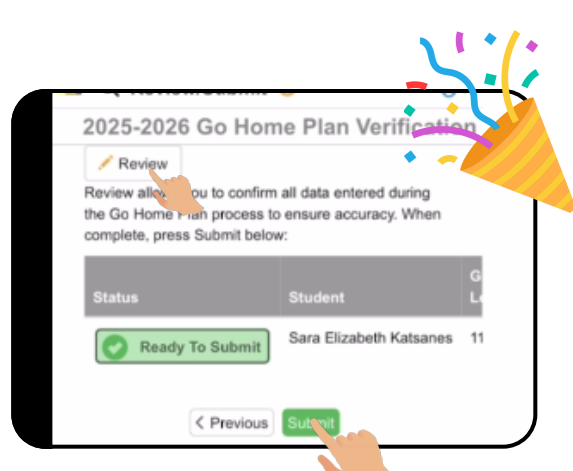 Review/Submit
2025-2026 Go Home Plan Verification
Review
Review allows you to confirm all data entered during
the Go Home Plan process to ensure accuracy. When
complete, press Submit below:
Status Student
Ready To Submit Sara Elizabeth Katsanes 11
< Previous Submit